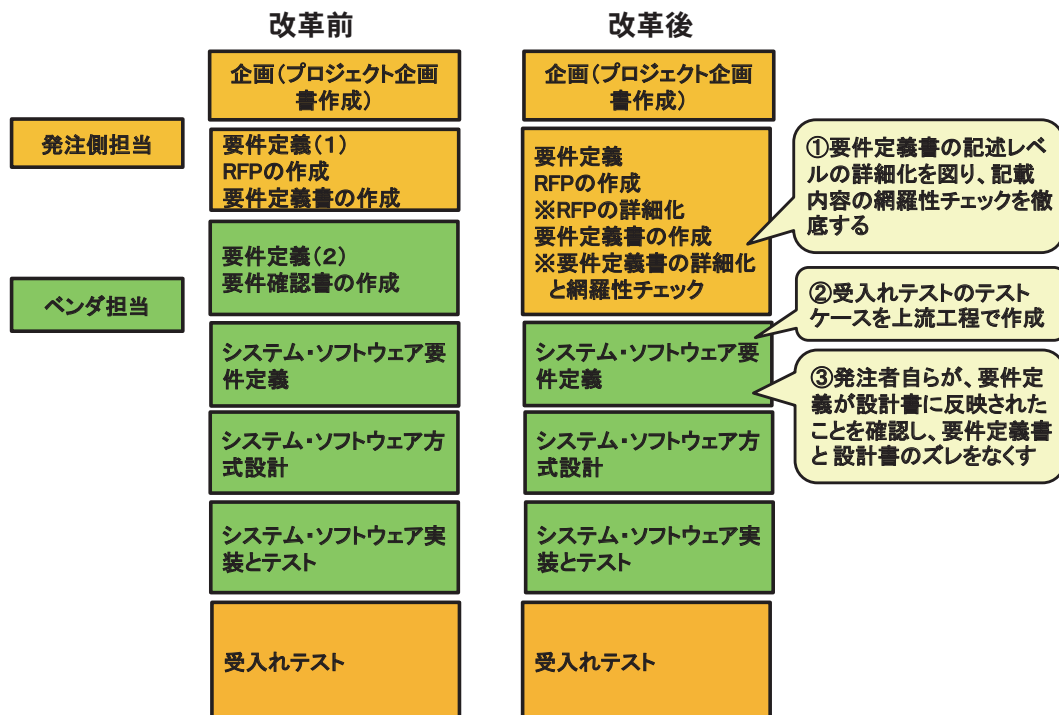 改革前
改革後
企画(プロジェクト企画
書作成)
企画(プロジェクト企画
書作成)
発注側担当
ベンダ担当
要件定義(1)
RFPの作成
要件定義書の作成
要件定義(2)
要件確認書の作成
システム・ソフトウェア要
件定義
システム・ソフトウェア方
式設計
システム・ソフトウェア実
装とテスト
受入れテスト
要件定義
RFPの作成
※RFPの詳細化
要件定義書の作成
※要件定義書の詳細化
と網羅性チェック
システム・ソフトウェア要
件定義
システム・ソフトウェア方
式設計
システム・ソフトウェア実
装とテスト
受入れテスト
①要件定義書の記述レベ
ルの詳細化を図り、記載
内容の網羅性チェックを徹
底する
②受入れテストのテスト
ケースを上流工程で作成
③発注者自らが、要件定
義が設計書に反映された
ことを確認し、要件定義書
と設計書のズレをなくす